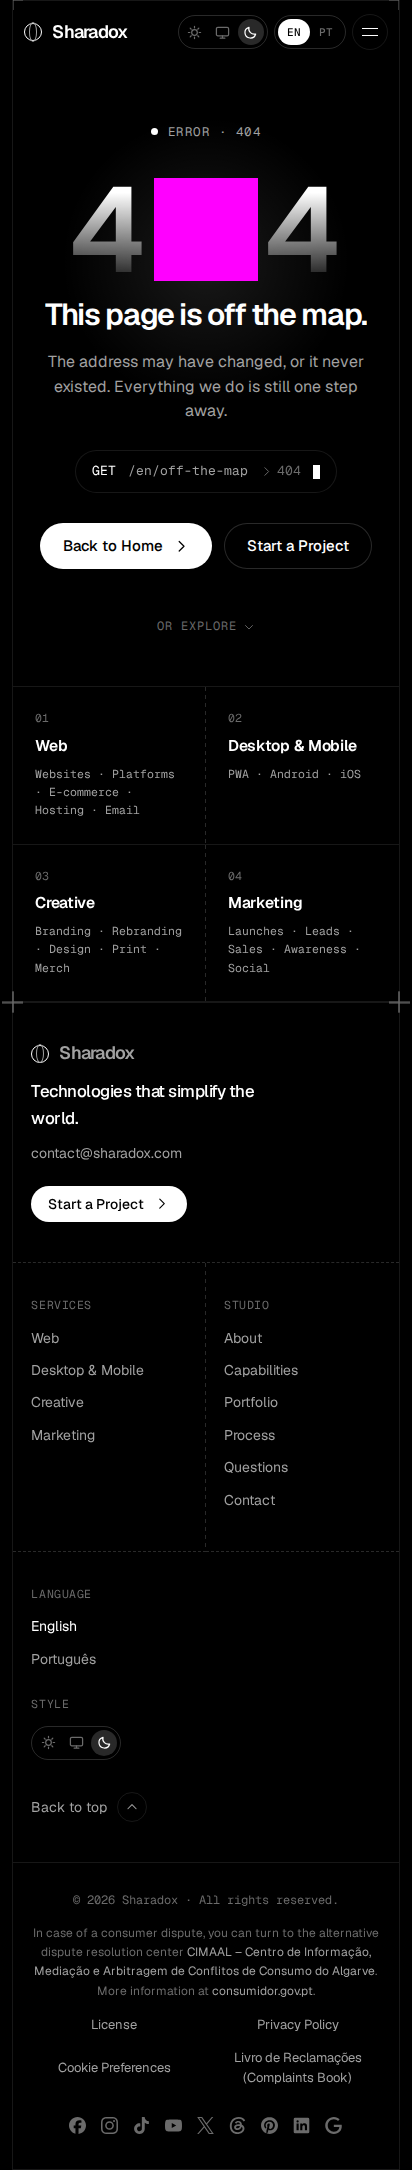 Sharadox
EN PT
ERROR · 404
4 4
This page is off the map.
The address may have changed, or it never
existed. Everything we do is still one step
away.
GET /en/off-the-map > 404
Back to Home >
Start a Project
OR EXPLORE
01
Web
Websites · Platforms
· E-commerce ·
Hosting · Email
02
Desktop & Mobile
PWA · Android · iOS
03
Creative
Branding · Rebranding
· Design · Print ·
Merch
04
Marketing
Launches · Leads ·
Sales · Awareness ·
Social
Sharadox
Technologies that simplify the
world.
contact@sharadox.com
Start a Project >
SERVICES
Web
Desktop & Mobile
Creative
Marketing
STUDIO
About
Capabilities
Portfolio
Process
Questions
Contact
LANGUAGE
English
Português
STYLE
Back to top
© 2026 Sharadox · All rights reserved.
In case of a consumer dispute, you can turn to the alternative
dispute resolution center CIMAAL – Centro de Informação,
Mediação e Arbitragem de Conflitos de Consumo do Algarve.
More information at consumidor.gov.pt.
License
Privacy Policy
Cookie Preferences
Livro de Reclamações
(Complaints Book)